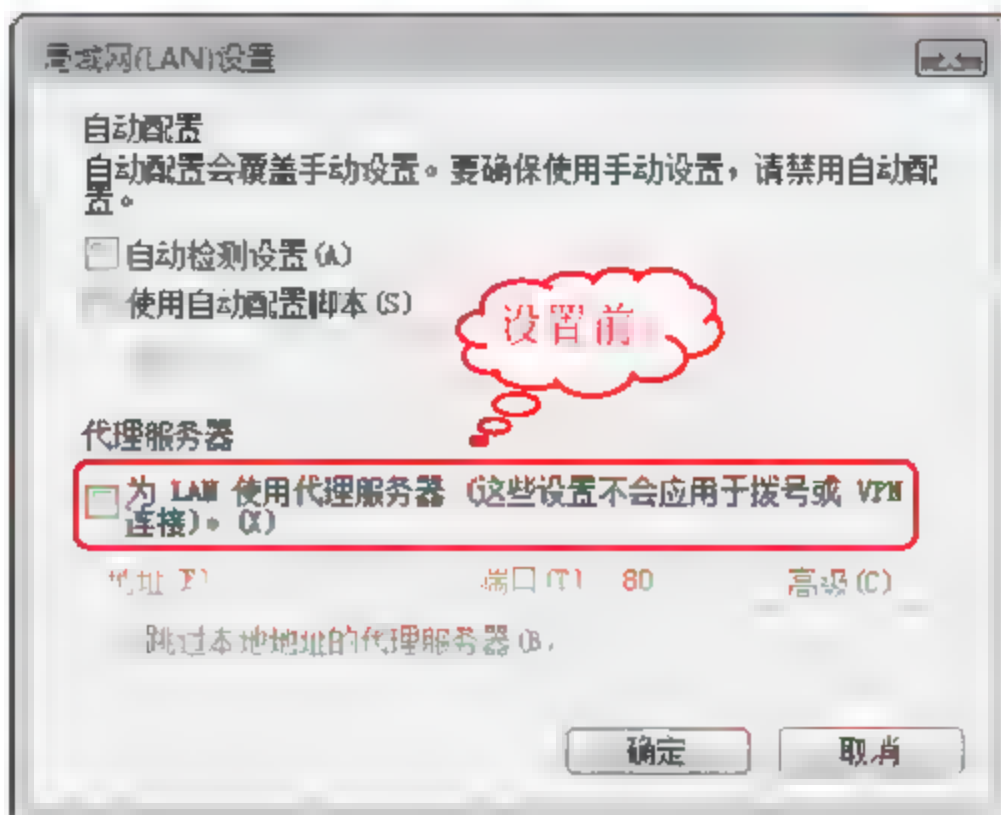 局域网(LAN)设置
自动配置
自动配置会覆盖手动设置。要确保使用手动设置，请禁用自动配
置。
自动检测设置(A)
使用自动配置脚本(S)
设置前
代理服务器
为 LAN 使用代理服务器 (这些设置不会应用于拨号或 VPN
连接)。(X)
地址 端口(T) 80 高级(C)
跳过本地地址的代理服务器(B)
确定 取消